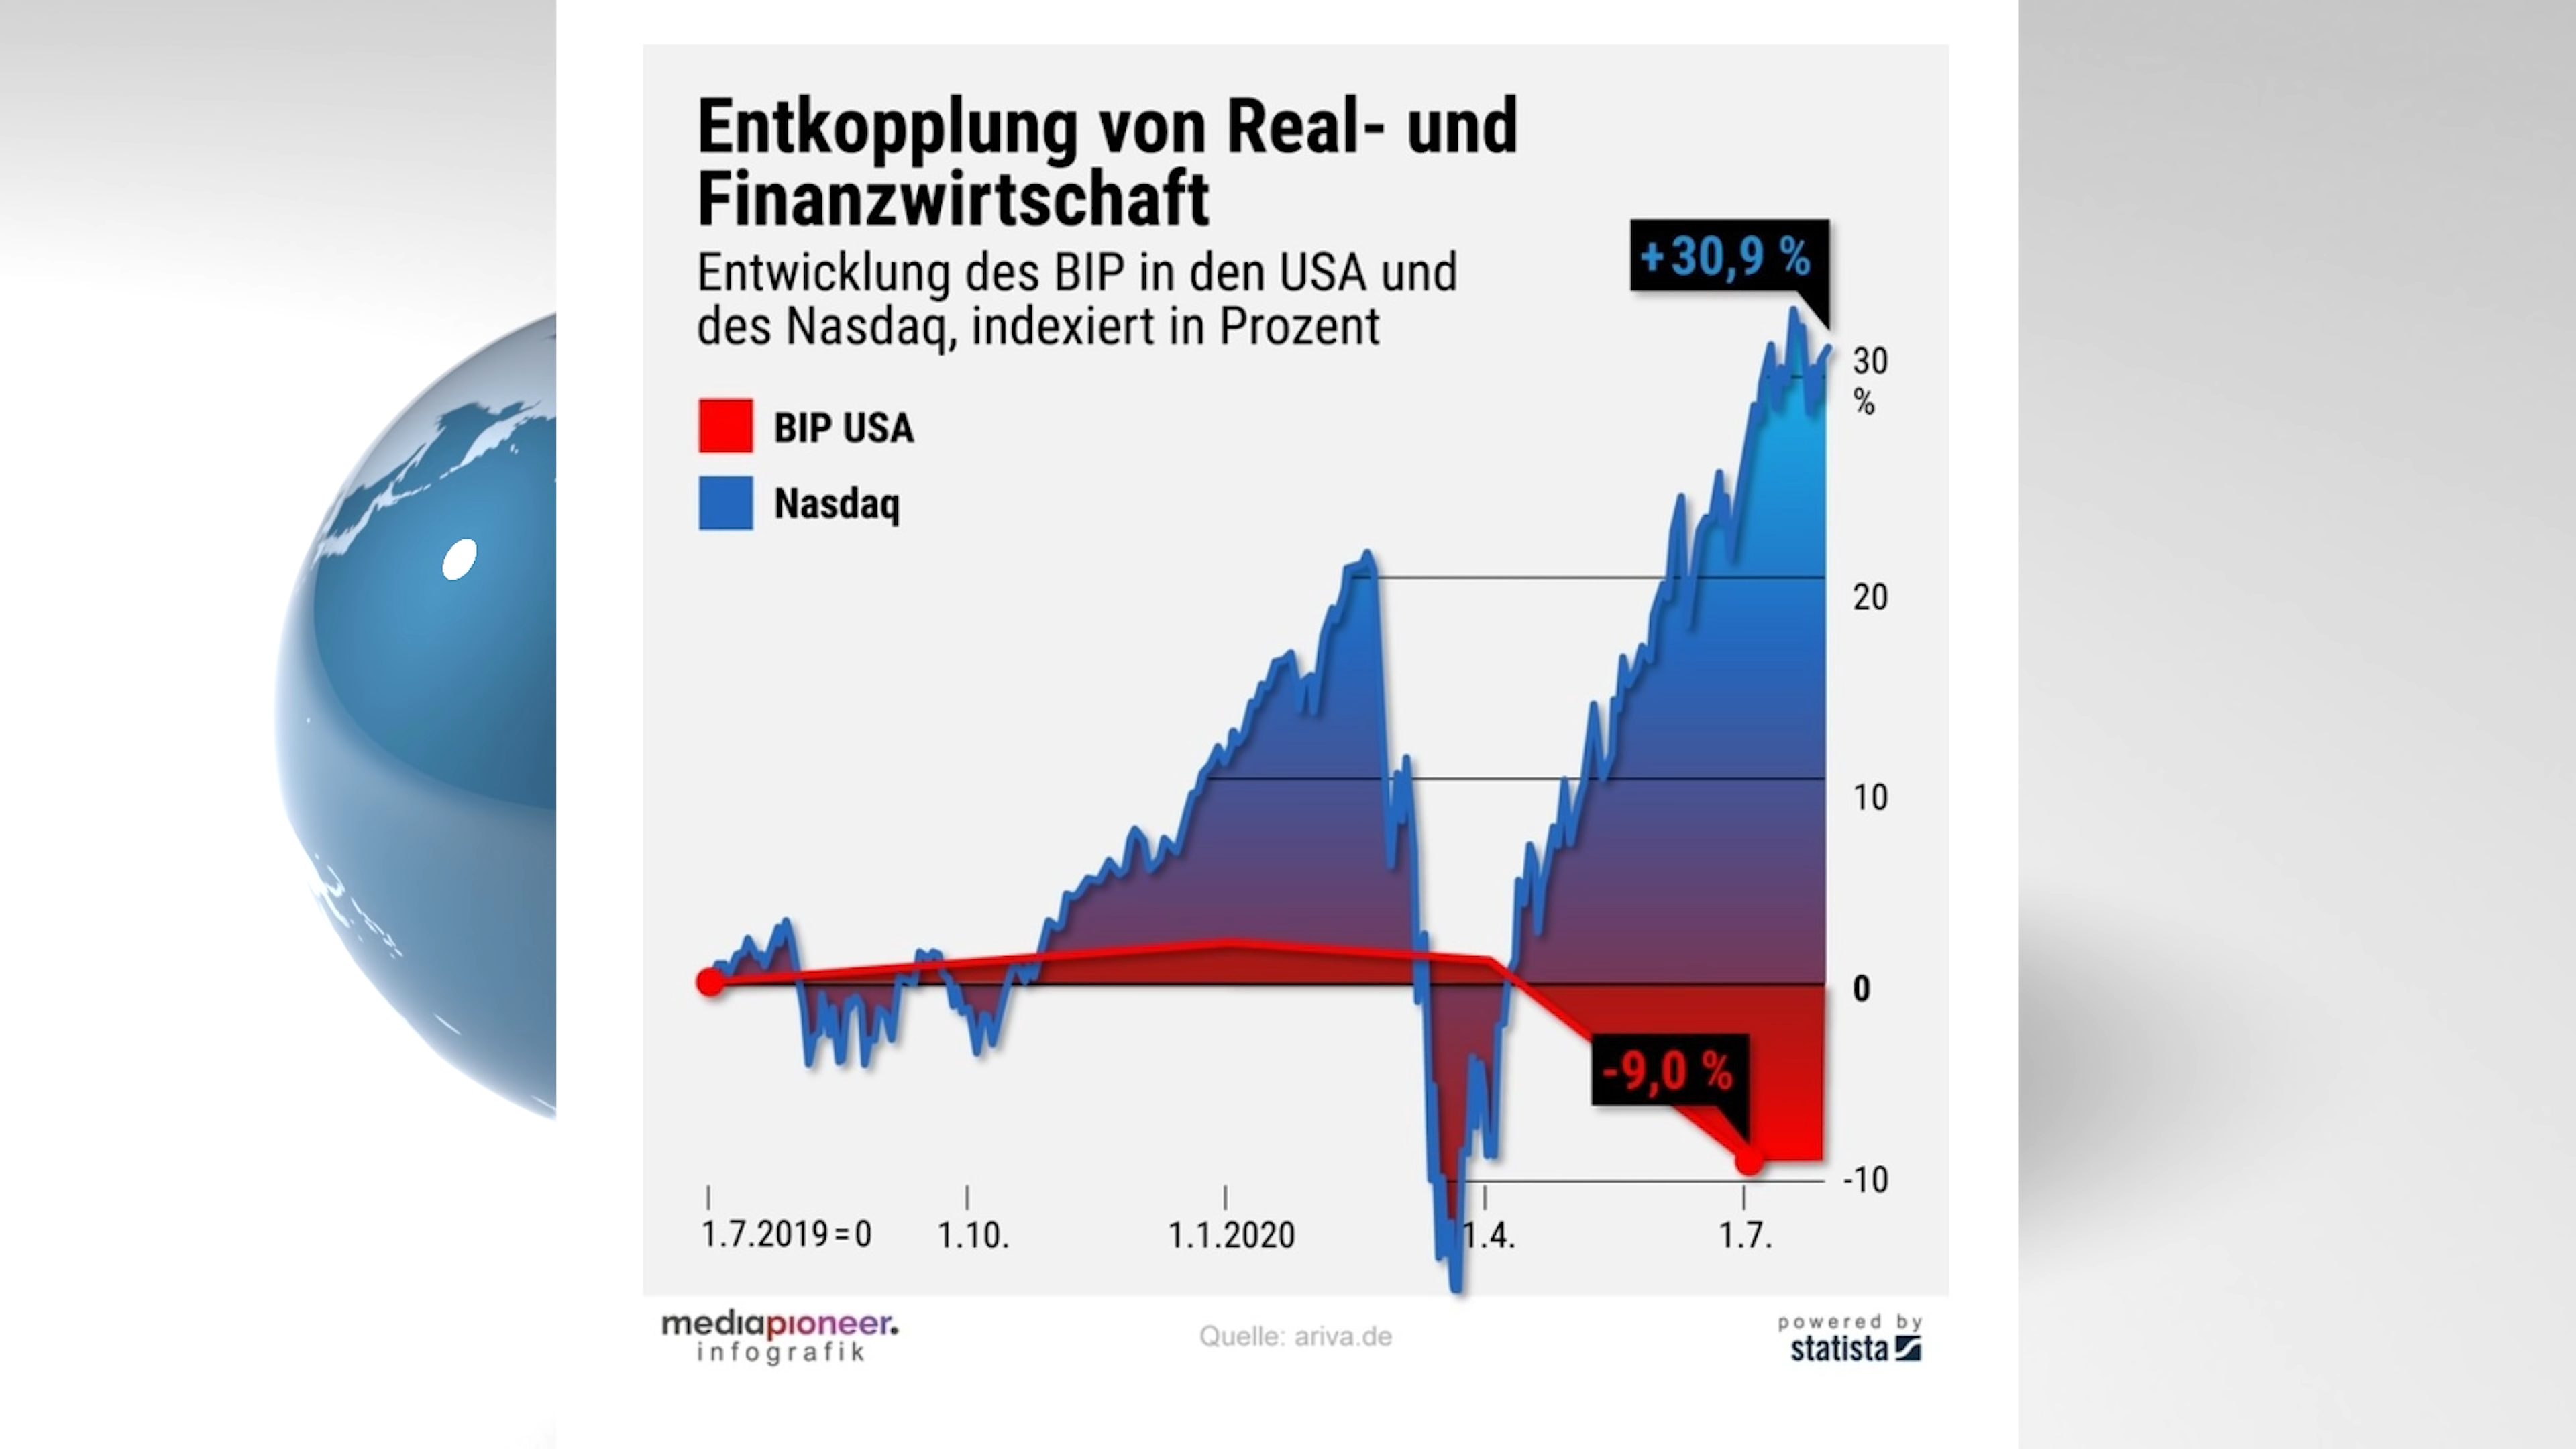 Entkopplung von Real- und
Finanzwirtschaft
Entwicklung des BIP in den USA und
des Nasdaq, indexiert in Prozent
BIP USA
Nasdaq
+30,9 %
30
%
20
10
0
-9,0 %
-10
1.7.2019=0
1.10.
1.1.2020
1.4.
1.7.
mediapioneer.
infografik
Quelle: ariva.de
powered by
statista